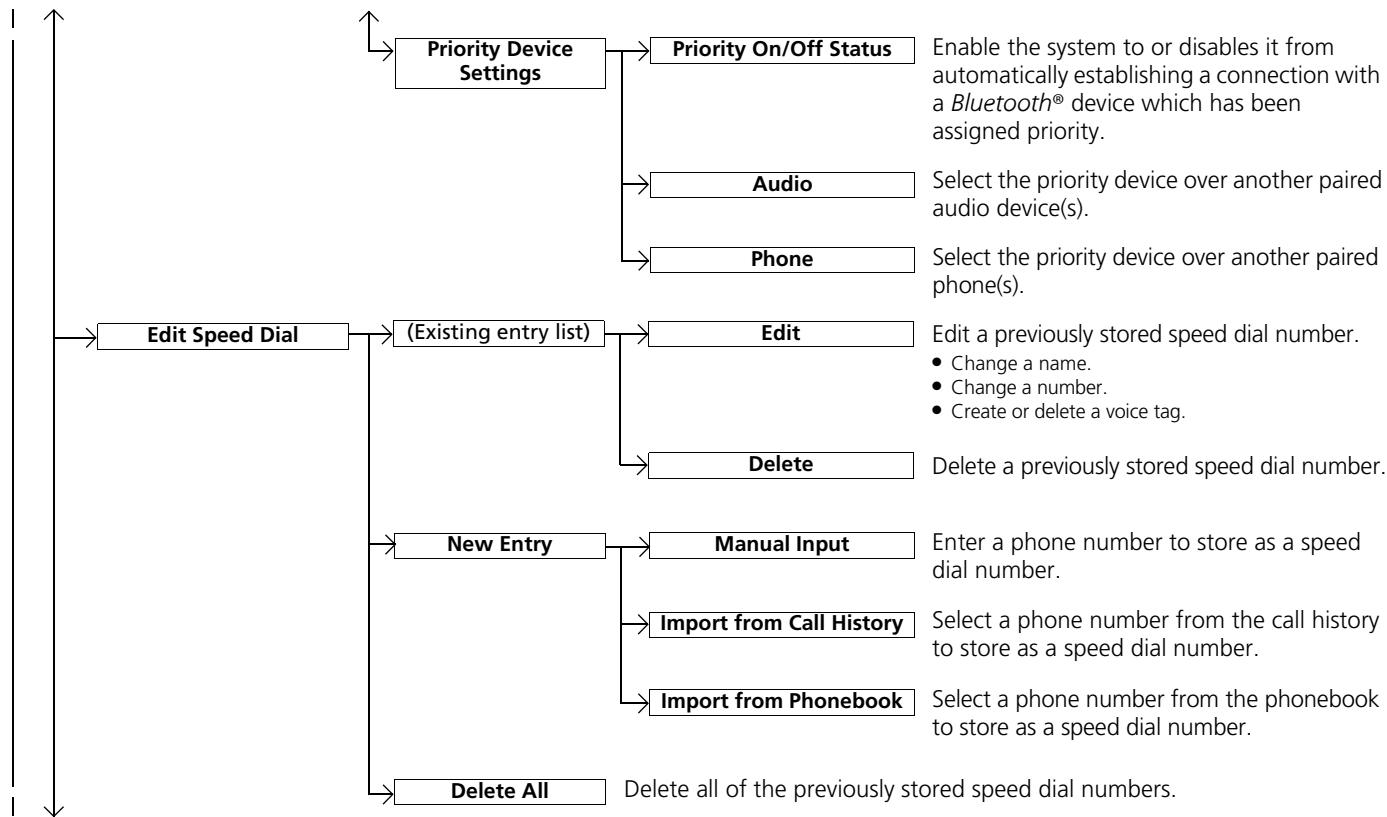 Priority Device
Settings
Priority On/Off Status
Enable the system to or disables it from
automatically establishing a connection with
a Bluetooth® device which has been
assigned priority.
Audio
Select the priority device over another paired
audio device(s).
Phone
Select the priority device over another paired
phone(s).
Edit Speed Dial
(Existing entry list)
Edit
Edit a previously stored speed dial number.
● Change a name.
● Change a number.
● Create or delete a voice tag.
Delete
Delete a previously stored speed dial number.
New Entry
Manual Input
Enter a phone number to store as a speed
dial number.
Import from Call History
Select a phone number from the call history
to store as a speed dial number.
Import from Phonebook
Select a phone number from the phonebook
to store as a speed dial number.
Delete All
Delete all of the previously stored speed dial numbers.